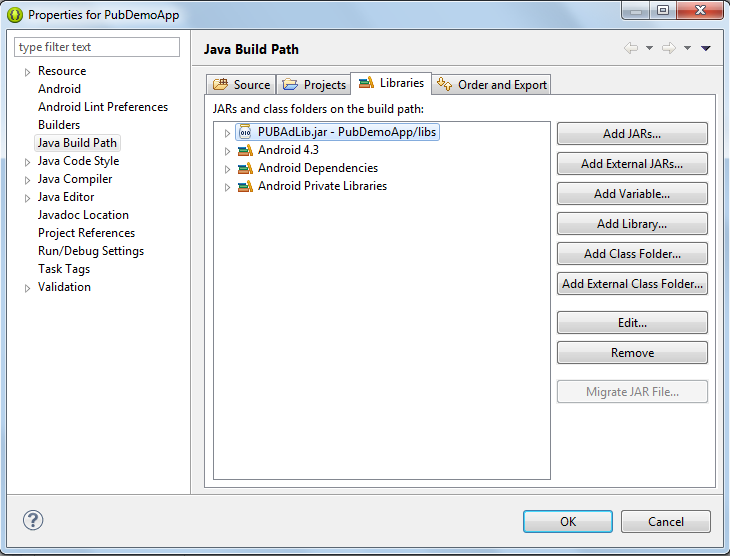 Properties for PubDemoApp
type filter text
Resource
Android
Android Lint Preferences
Builders
Java Build Path
Java Code Style
Java Compiler
Java Editor
Javadoc Location
Project References
Run/Debug Settings
Task Tags
Validation
Java Build Path
Source Projects Libraries Order and Export
JARs and class folders on the build path:
010 PUBAdLib.jar - PubDemoApp/libs
Android 4.3
Android Dependencies
Android Private Libraries
Add JARs...
Add External JARs...
Add Variable...
Add Library...
Add Class Folder...
Add External Class Folder...
Edit...
Remove
Migrate JAR File...
?
OK Cancel